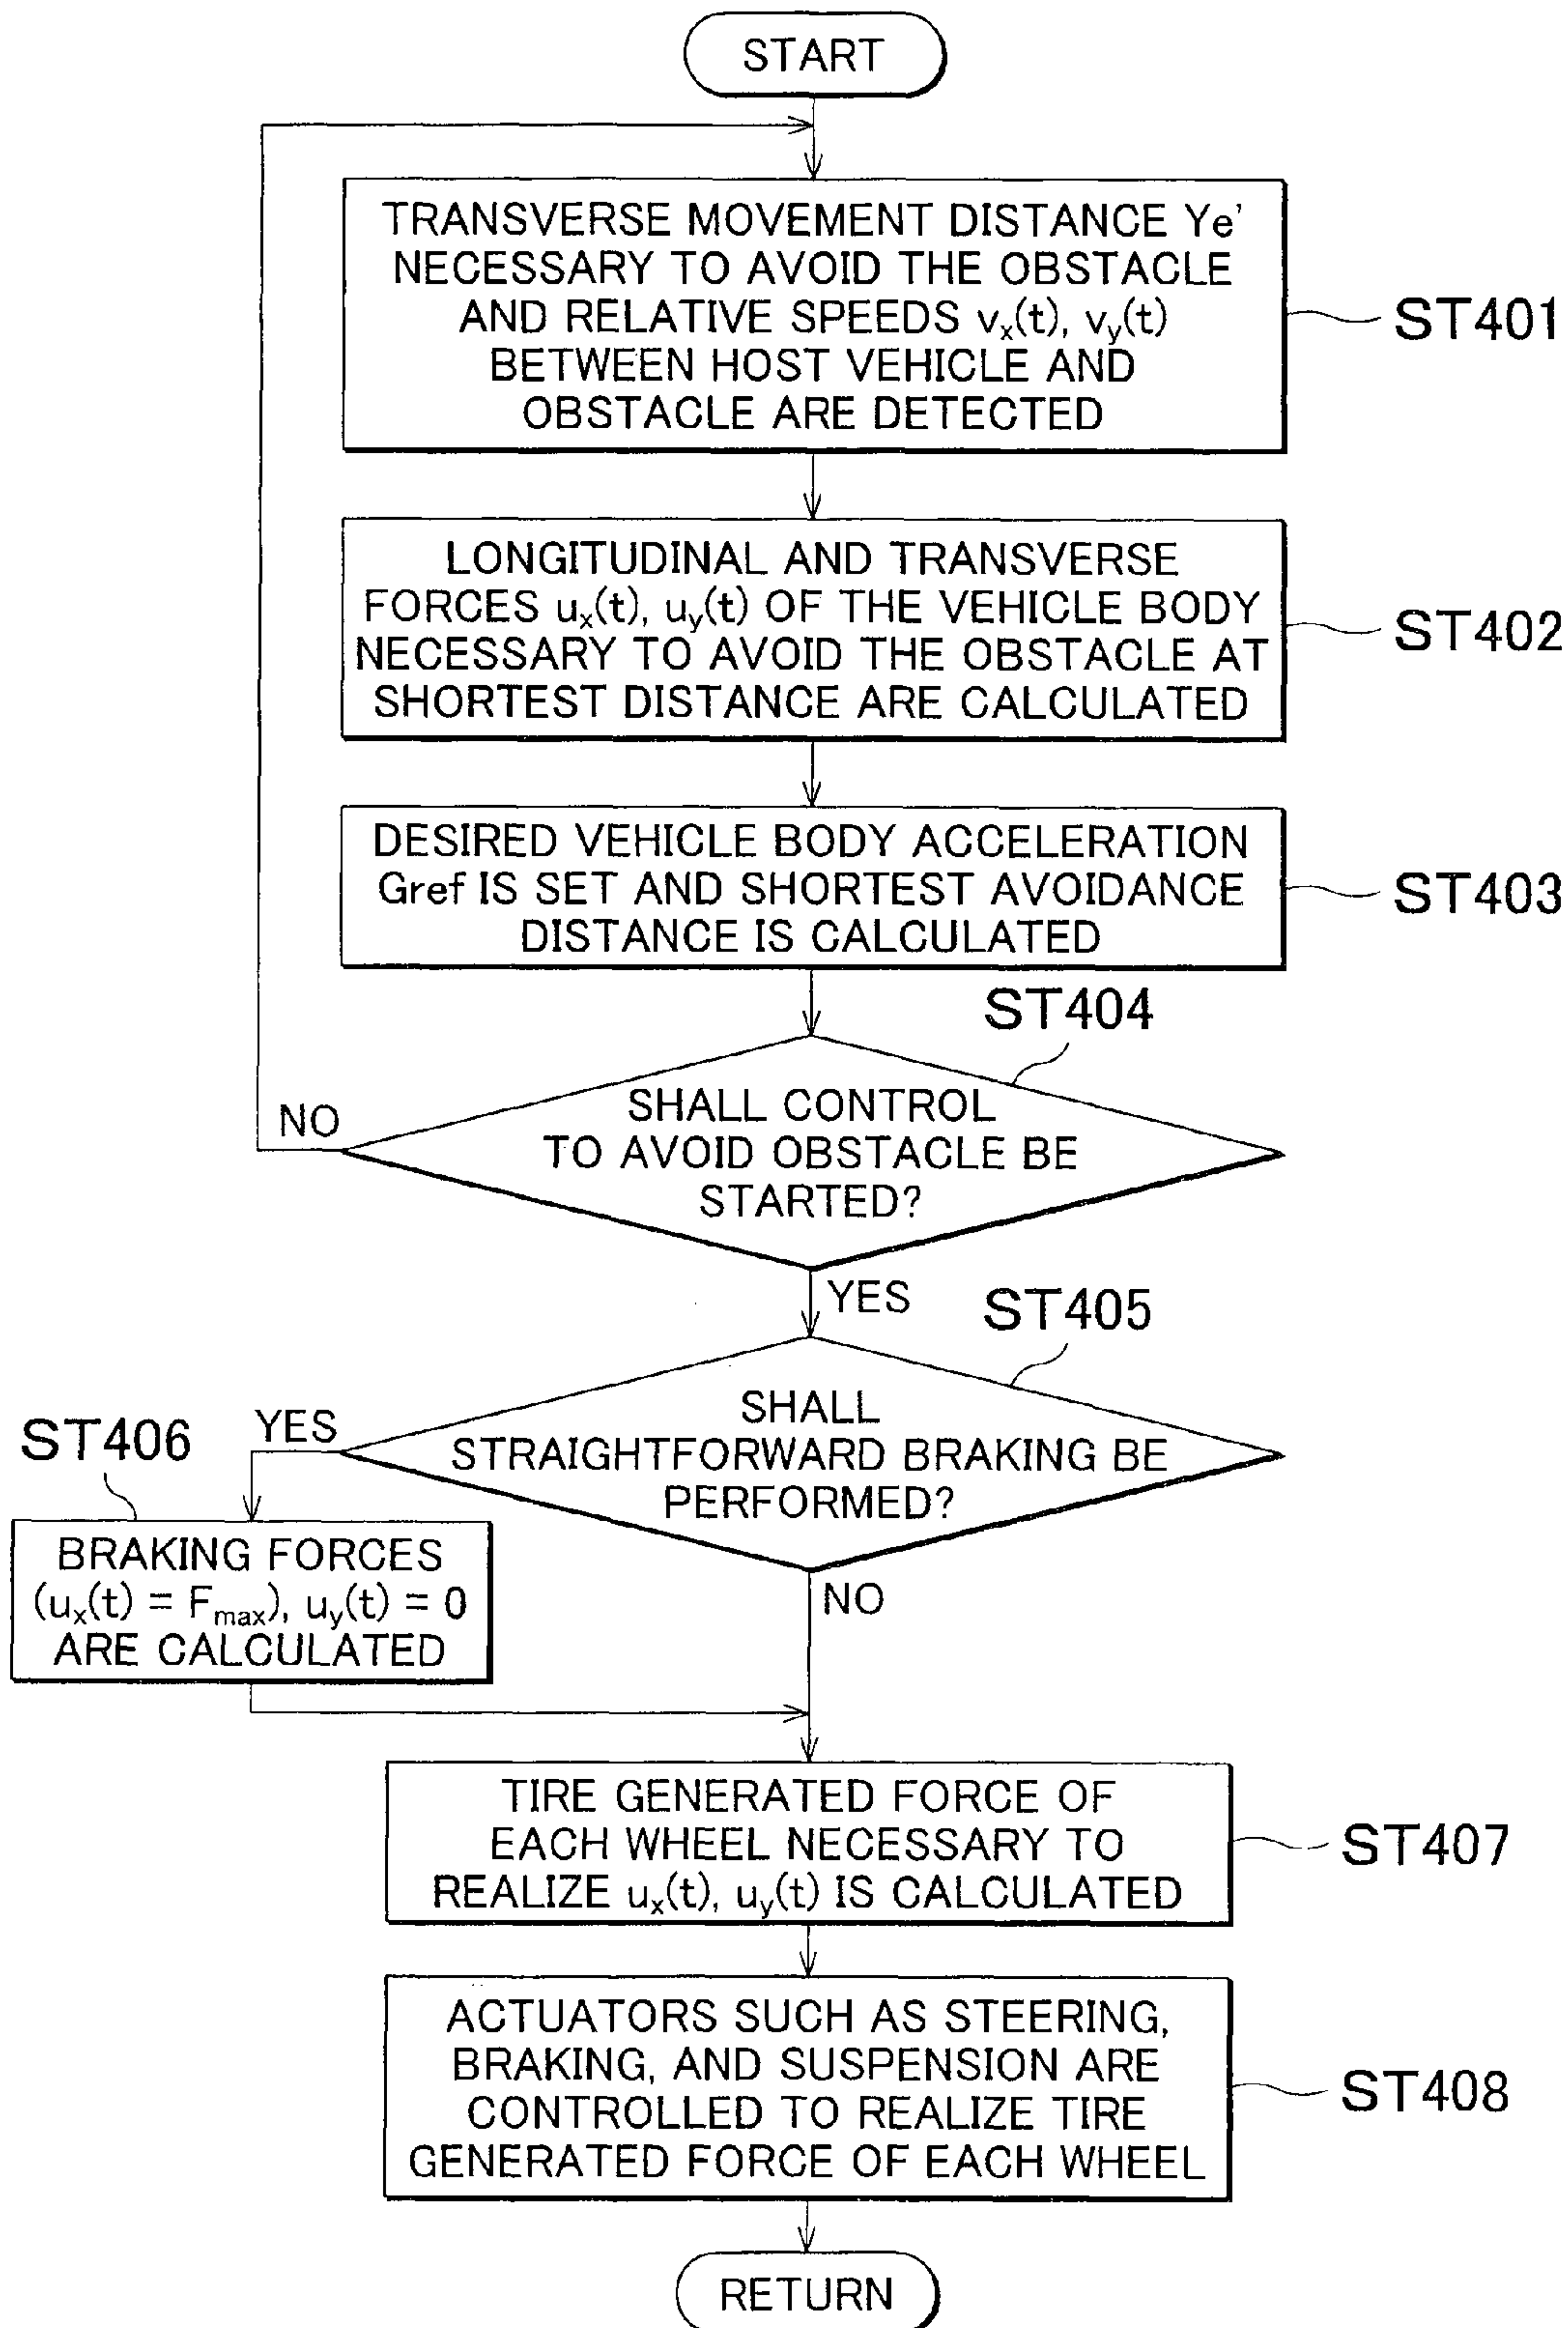 START
TRANSVERSE MOVEMENT DISTANCE Ye'
NECESSARY TO AVOID THE OBSTACLE
AND RELATIVE SPEEDS vx(t), vy(t)
BETWEEN HOST VEHICLE AND
OBSTACLE ARE DETECTED
ST401
LONGITUDINAL AND TRANSVERSE
FORCES ux(t), uy(t) OF THE VEHICLE BODY
NECESSARY TO AVOID THE OBSTACLE AT
SHORTEST DISTANCE ARE CALCULATED
ST402
DESIRED VEHICLE BODY ACCELERATION
Gref IS SET AND SHORTEST AVOIDANCE
DISTANCE IS CALCULATED
ST403
ST404
SHALL CONTROL
TO AVOID OBSTACLE BE
STARTED?
NO
YES
ST405
SHALL
STRAIGHTFORWARD BRAKING BE
PERFORMED?
YES
NO
ST406
BRAKING FORCES
(ux(t) = Fmax), uy(t) = 0
ARE CALCULATED
TIRE GENERATED FORCE OF
EACH WHEEL NECESSARY TO
REALIZE ux(t), uy(t) IS CALCULATED
ST407
ACTUATORS SUCH AS STEERING,
BRAKING, AND SUSPENSION ARE
CONTROLLED TO REALIZE TIRE
GENERATED FORCE OF EACH WHEEL
ST408
RETURN